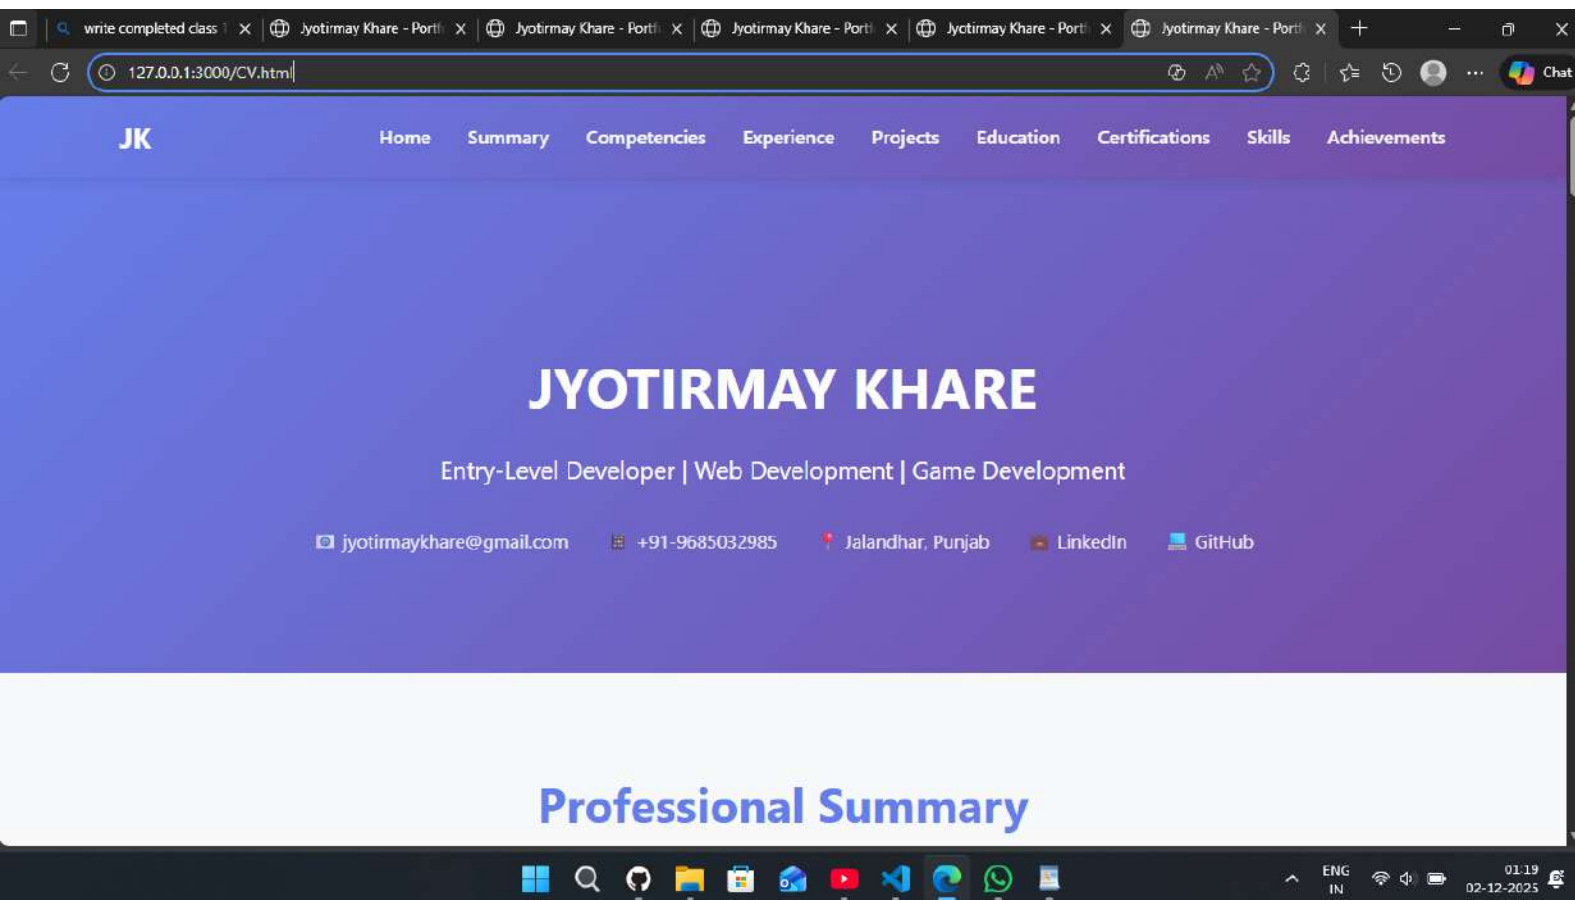 write completed class 1
Jyotirmay Khare - Portf
Jyotirmay Khare - Portf
Jyotirmay Khare - Portf
Jyotirmay Khare - Portf
Jyotirmay Khare - Portf
127.0.0.1:3000/CV.html
Chat
JK
Home Summary Competencies Experience Projects Education Certifications Skills Achievements
JYOTIRMAY KHARE
Entry-Level Developer | Web Development | Game Development
jyotirmaykhare@gmail.com +91-9685032985 Jalandhar, Punjab LinkedIn GitHub
Professional Summary
ENG
IN
01:19
02-12-2025